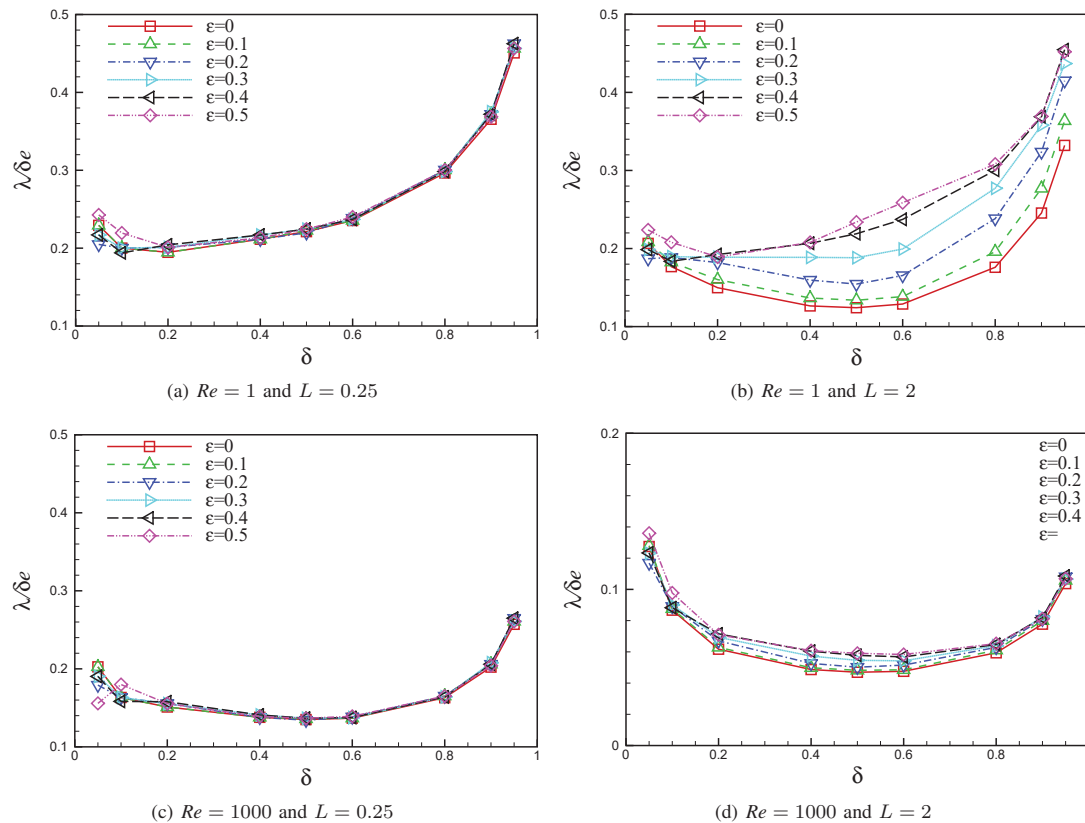 0.5
0.4
0.3
0.2
0.1
λ/δe
ε=0
ε=0.1
ε=0.2
ε=0.3
ε=0.4
ε=0.5
0 0.2 0.4 0.6 0.8 1
δ
(a) Re = 1 and L = 0.25
0.5
0.4
0.3
0.2
0.1
λ/δe
ε=0
ε=0.1
ε=0.2
ε=0.3
ε=0.4
ε=0.5
0 0.2 0.4 0.6 0.8
δ
(b) Re = 1 and L = 2
0.5
0.4
0.3
0.2
0.1
λ/δe
ε=0
ε=0.1
ε=0.2
ε=0.3
ε=0.4
ε=0.5
0 0.2 0.4 0.6 0.8 1
δ
(c) Re = 1000 and L = 0.25
0.2
0.1
0
λ/δe
ε=0
ε=0.1
ε=0.2
ε=0.3
ε=0.4
ε=
0 0.2 0.4 0.6 0.8
δ
(d) Re = 1000 and L = 2